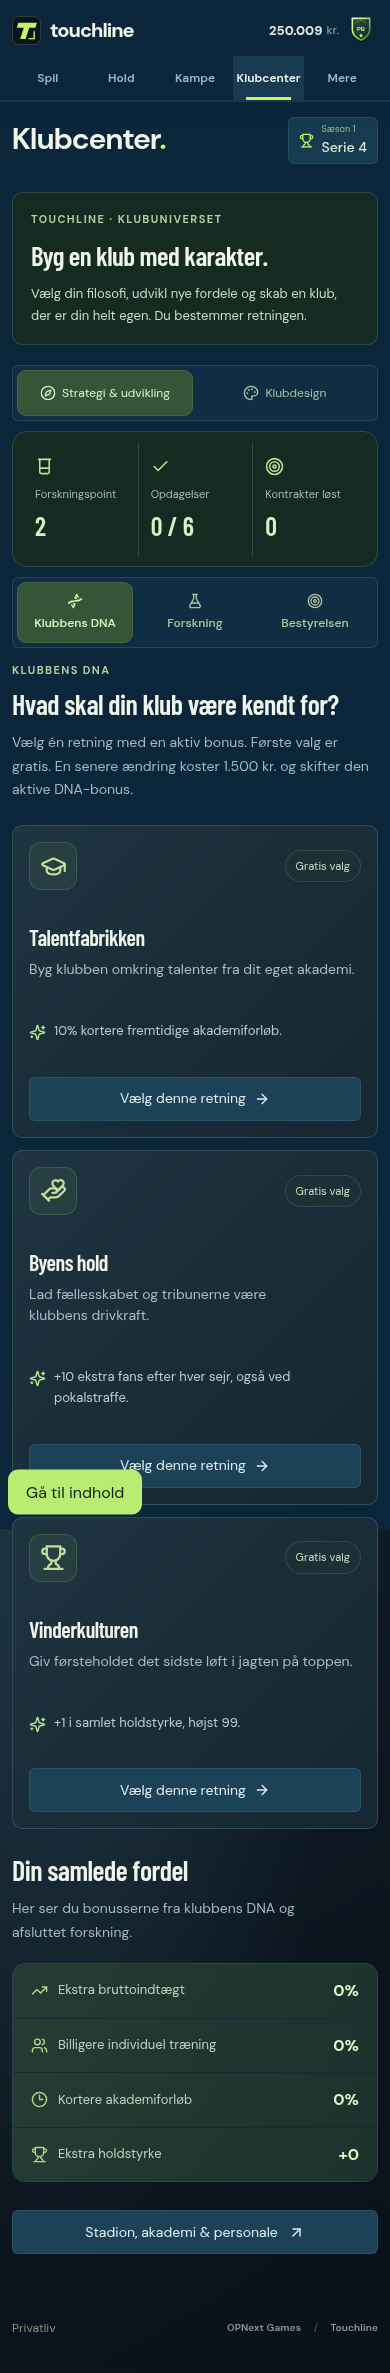 touchline
250.009 kr.
PB
Spil
Hold
Kampe
Klubcenter
Mere
Klubcenter.
Sæson 1
Serie 4
TOUCHLINE · KLUBUNIVERSET
Byg en klub med karakter.
Vælg din filosofi, udvikl nye fordele og skab en klub,
der er din helt egen. Du bestemmer retningen.
Strategi & udvikling
Klubdesign
Forskningspoint
2
Opdagelser
0 / 6
Kontrakter løst
0
Klubbens DNA
Forskning
Bestyrelsen
KLUBBENS DNA
Hvad skal din klub være kendt for?
Vælg én retning med en aktiv bonus. Første valg er
gratis. En senere ændring koster 1.500 kr. og skifter den
aktive DNA-bonus.
Gratis valg
Talentfabrikken
Byg klubben omkring talenter fra dit eget akademi.
10% kortere fremtidige akademiforløb.
Vælg denne retning
Gratis valg
Byens hold
Lad fællesskabet og tribunerne være
klubbens drivkraft.
+10 ekstra fans efter hver sejr, også ved
pokalstraffe.
Vælg denne retning
Gå til indhold
Gratis valg
Vinderkulturen
Giv førsteholdet det sidste løft i jagten på toppen.
+1 i samlet holdstyrke, højst 99.
Vælg denne retning
Din samlede fordel
Her ser du bonusserne fra klubbens DNA og
afsluttet forskning.
Ekstra bruttoindtægt 0%
Billigere individuel træning 0%
Kortere akademiforløb 0%
Ekstra holdstyrke +0
Stadion, akademi & personale
Privatliv
OPNext Games / Touchline